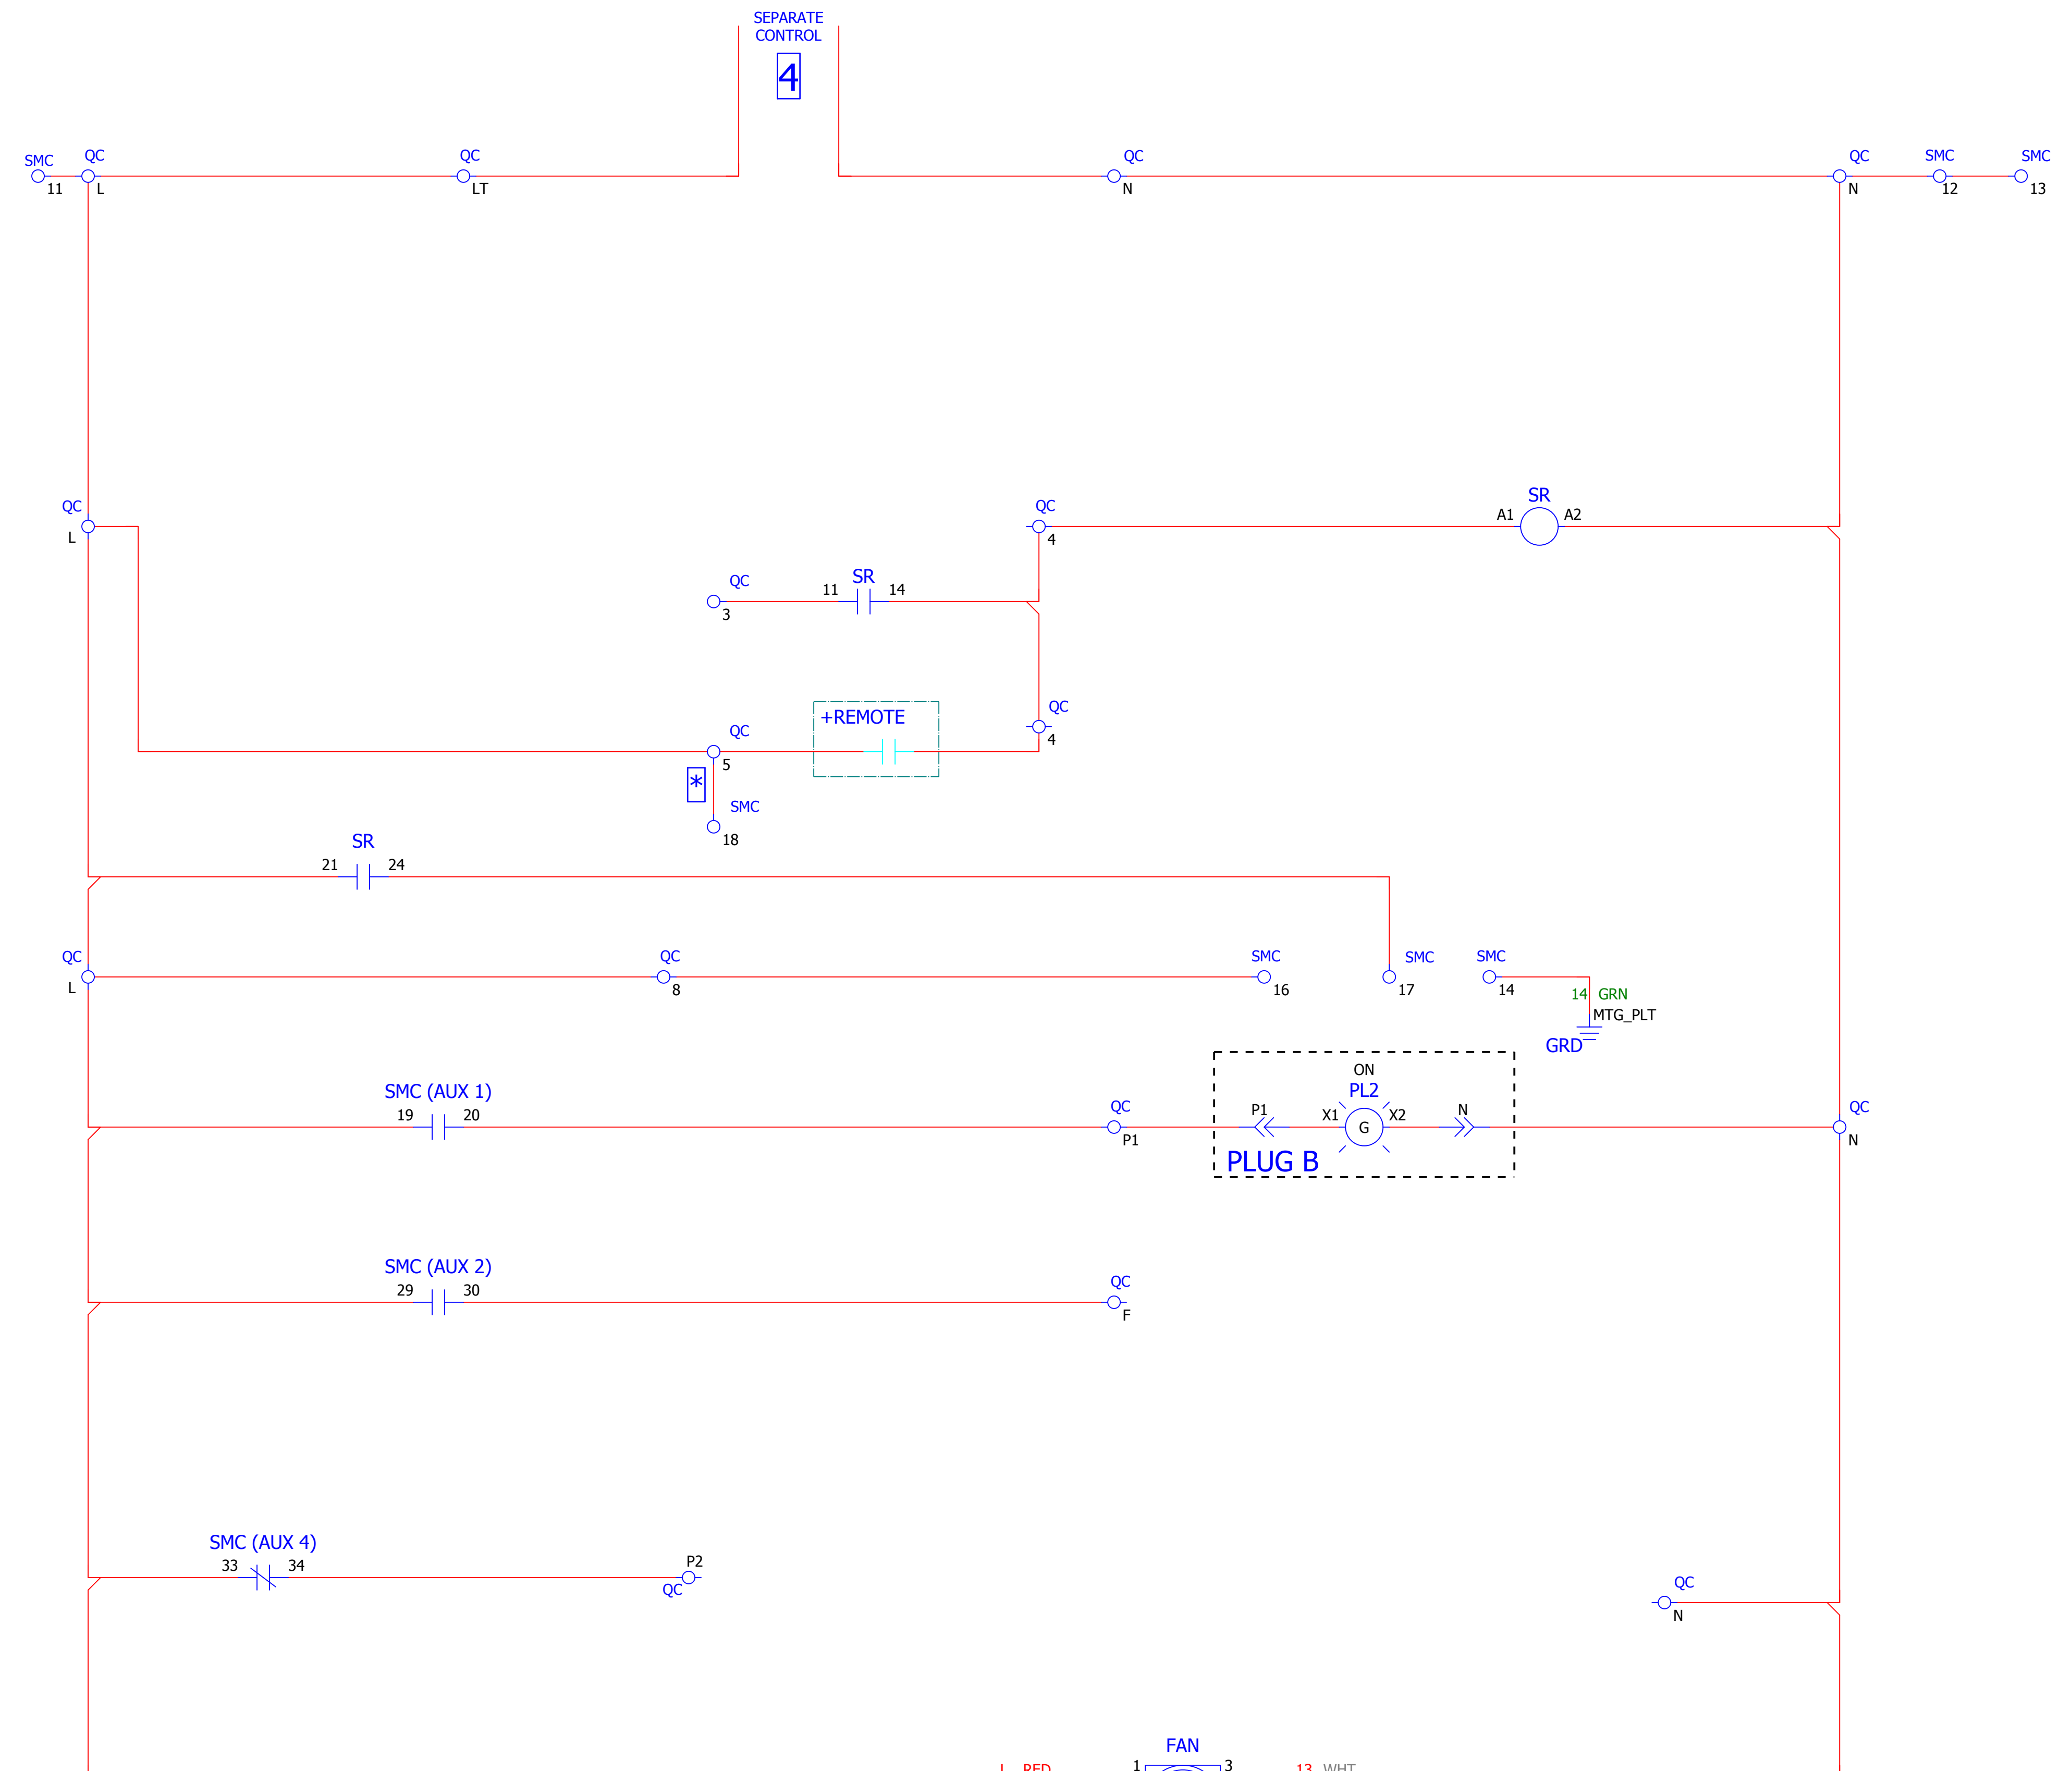 SEPARATE
CONTROL
4
SMC
11
QC
L
QC
LT
QC
N
QC
N
SMC
12
SMC
13
QC
L
QC
4
SR
A1
A2
QC
3
SR
11
14
QC
5
+REMOTE
QC
4
*
SMC
18
SR
21
24
QC
L
QC
8
SMC
16
SMC
17
SMC
14
14 GRN
MTG_PLT
GRD
SMC (AUX 1)
19
20
QC
P1
ON
PL2
P1
X1
G
X2
N
PLUG B
QC
N
SMC (AUX 2)
29
30
QC
F
SMC (AUX 4)
33
34
P2
QC
QC
N
FAN
L RED
1
3
13 WHT